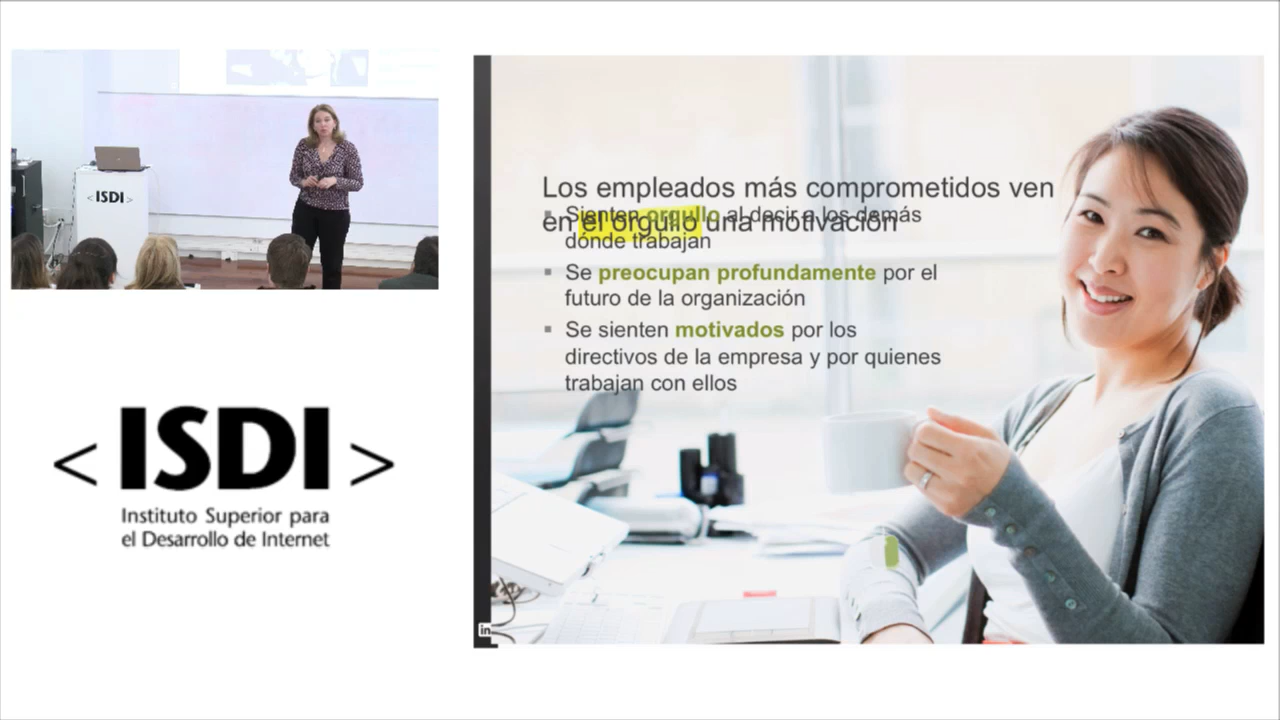 <ISDI>
<ISDI>
Instituto Superior para
el Desarrollo de Internet
Los empleados más comprometidos ven
en el orgullo una motivación
Sienten orgullo al decir a los demás
dónde trabajan
Se preocupan profundamente por el
futuro de la organización
Se sienten motivados por los
directivos de la empresa y por quienes
trabajan con ellos
in